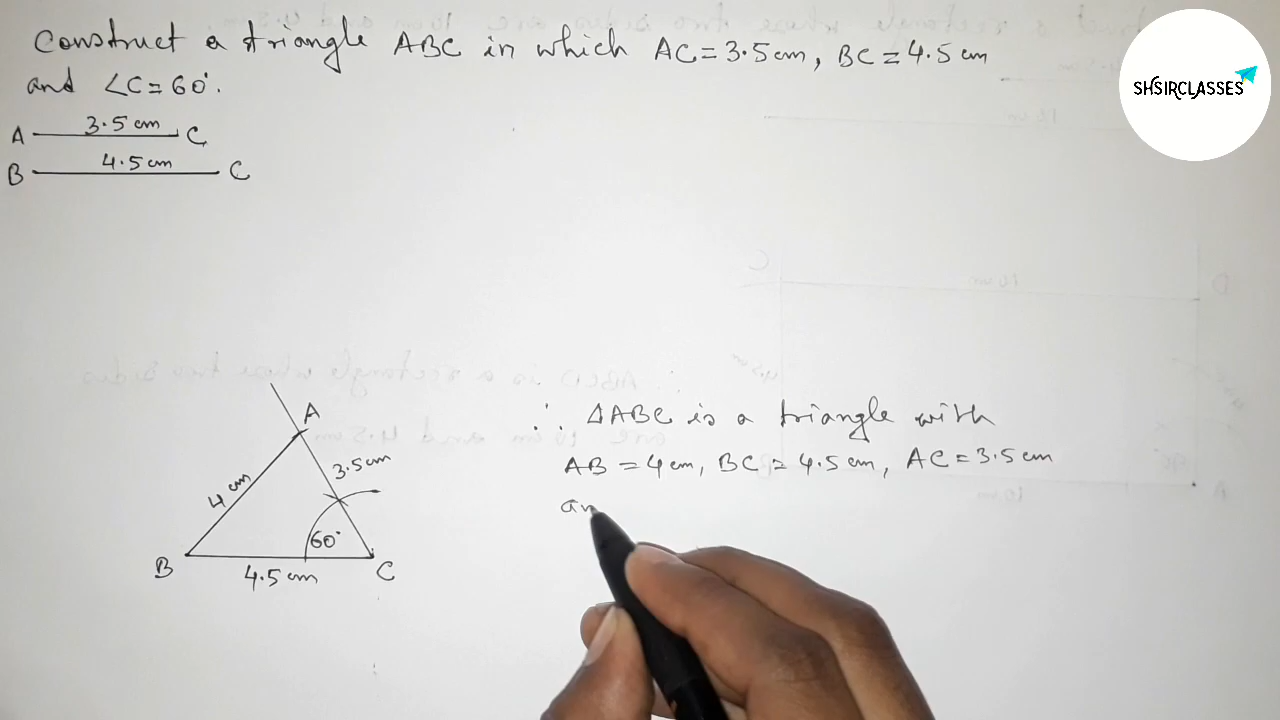 Construct a triangle ABC in which AC = 3.5 cm, BC = 4.5 cm
and ∠C = 60°.
A 3.5 cm C
B 4.5 cm C
SHSIRCLASSES
A
3.5 cm
4 cm
60°
B C
4.5 cm
∴ △ABC is a triangle with
AB = 4 cm, BC = 4.5 cm, AC = 3.5 cm
an